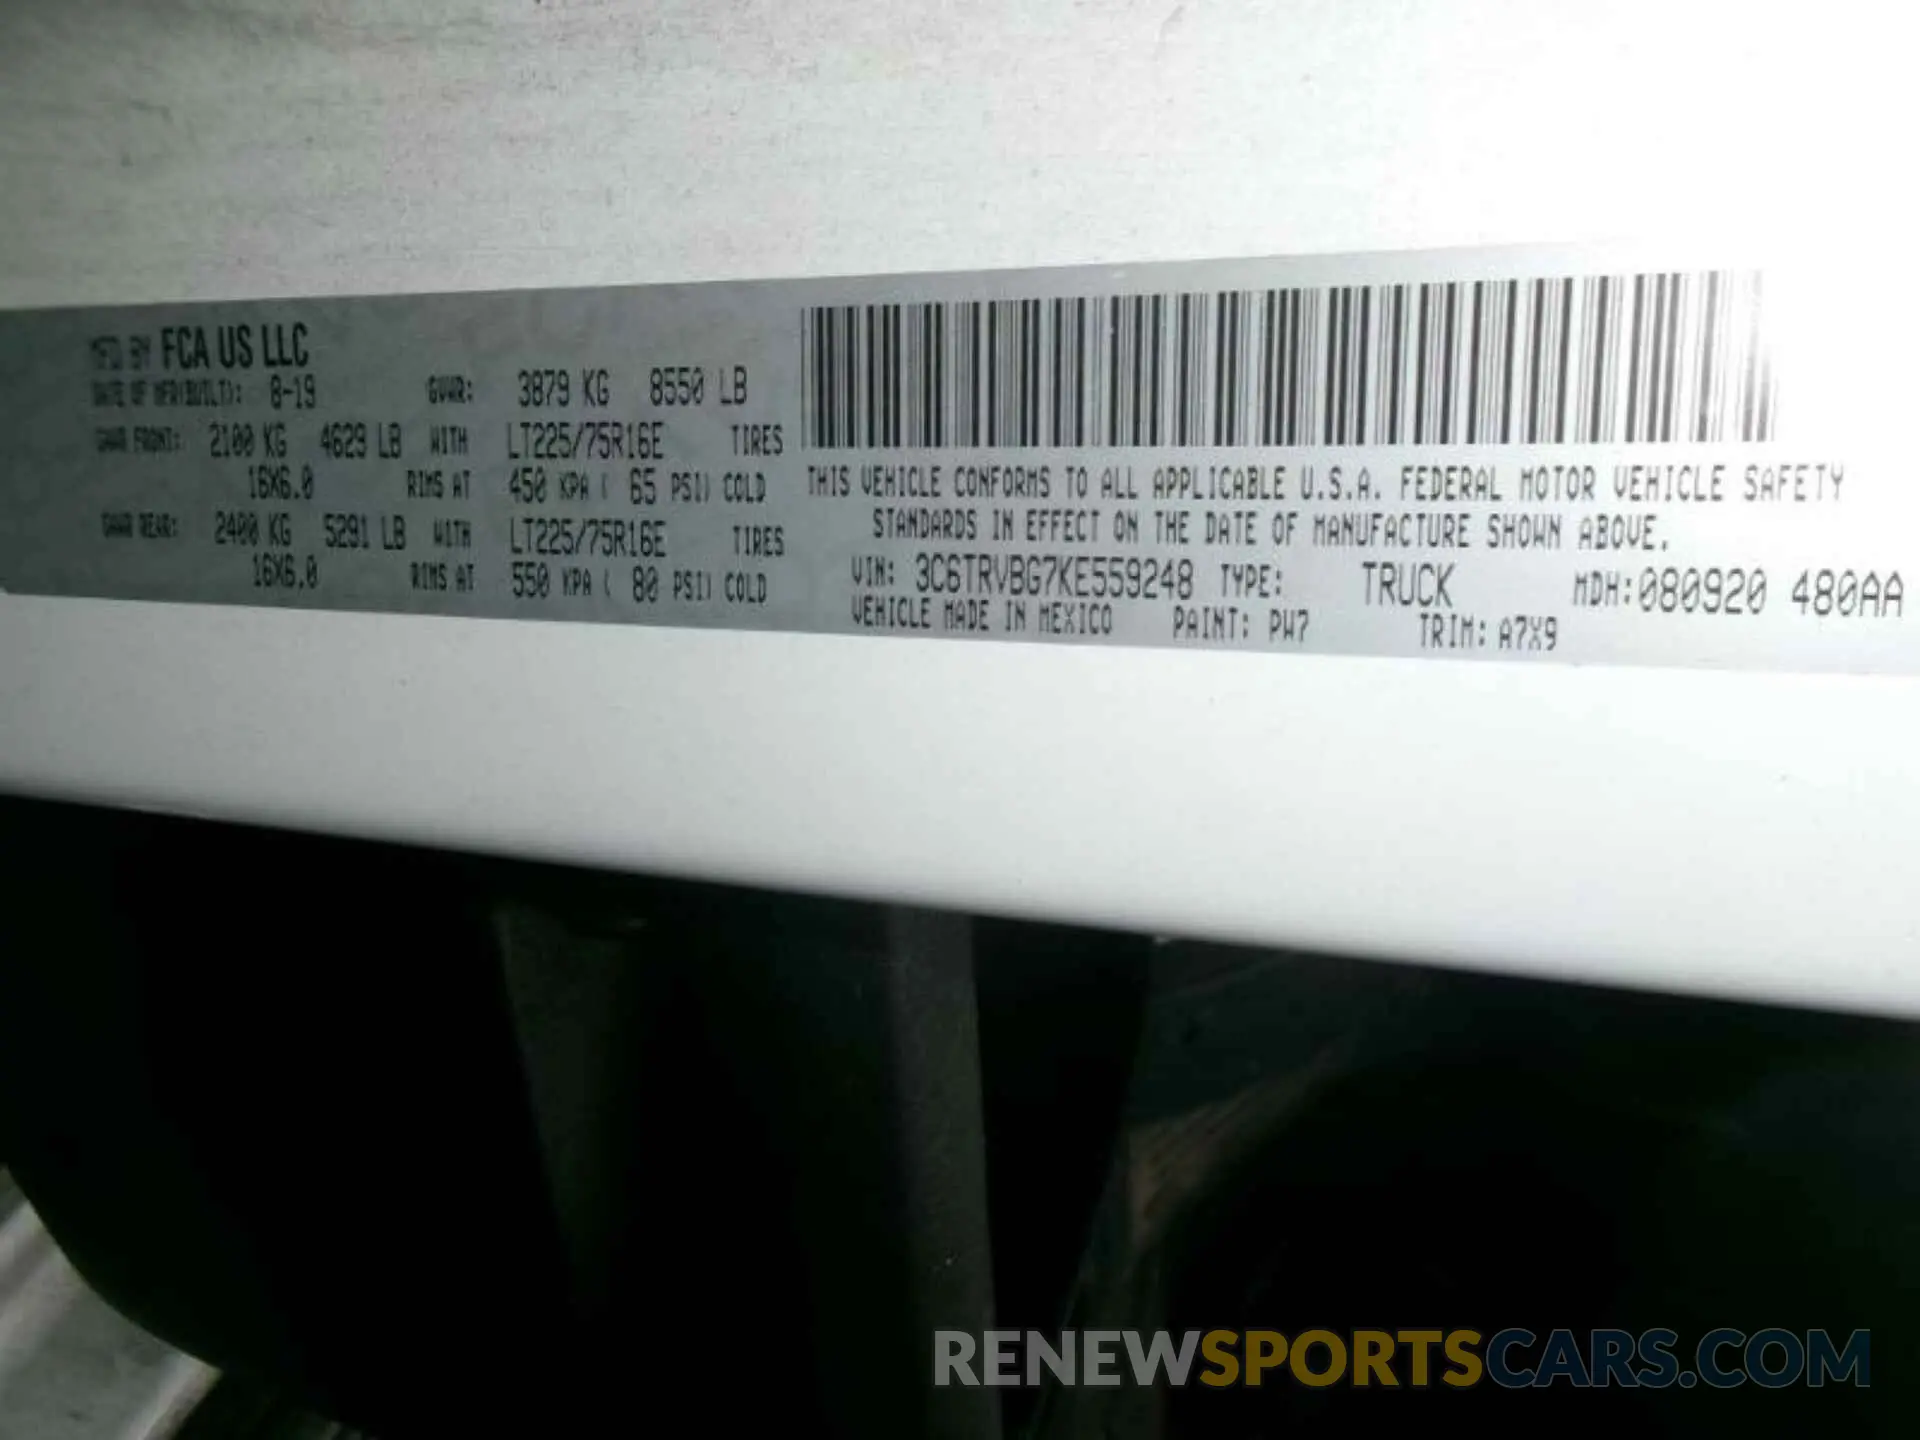 MFD BY FCA US LLC
DATE OF MFR(BUILT): 8-19 GVWR: 3879 KG 8550 LB
GAWR FRONT: 2100 KG 4629 LB WITH LT225/75R16E TIRES
16X6.0 RIMS AT 450 KPA ( 65 PSI) COLD
GAWR REAR: 2400 KG 5291 LB WITH LT225/75R16E TIRES
16X6.0 RIMS AT 550 KPA ( 80 PSI) COLD
THIS VEHICLE CONFORMS TO ALL APPLICABLE U.S.A. FEDERAL MOTOR VEHICLE SAFETY
STANDARDS IN EFFECT ON THE DATE OF MANUFACTURE SHOWN ABOVE.
VIN: 3C6TRVBG7KE559248 TYPE: TRUCK MDH:080920 480AA
VEHICLE MADE IN MEXICO PAINT: PW7 TRIM: A7X9
RENEWSPORTSCARS.COM